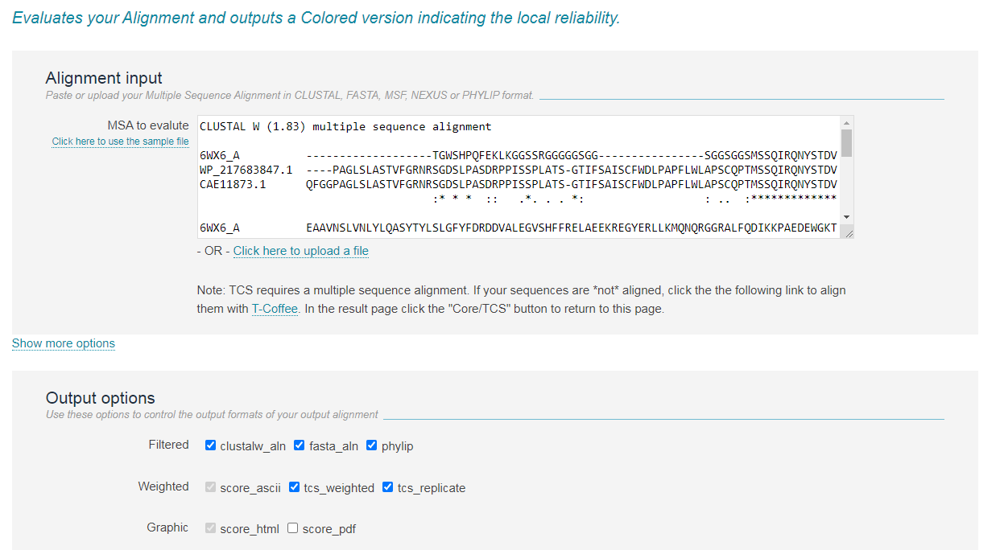 Evaluates your Alignment and outputs a Colored version indicating the local reliability.
Alignment input
Paste or upload your Multiple Sequence Alignment in CLUSTAL, FASTA, MSF, NEXUS or PHYLIP format.
MSA to evalute
Click here to use the sample file
CLUSTAL W (1.83) multiple sequence alignment
6WX6_A          -------------------TGWSHPQFEKLKGGSSRGGGGGSGG----------------SGGSGGSMSSQIRQNYSTDV
WP_217683847.1  ----PAGLSLASTVFGRNRSGDSLPASDRPPISSPLATS-GTIFSAISCFWDLPAPFLWLAPSCQPTMSSQIRQNYSTDV
CAE11873.1      QFGGPAGLSLASTVFGRNRSGDSLPASDRPPISSPLATS-GTIFSAISCFWDLPAPFLWLAPSCQPTMSSQIRQNYSTDV
                                   :* * *  ::   .*. . . *:                  : ..  :*************
6WX6_A          EAAVNSLVNLYLQASYTYLSLGFYFDRDDVALEGVSHFFRELAEEKREGYERLLKMQNQRGGRALFQDIKKPAEDEWGKT
- OR - Click here to upload a file
Note: TCS requires a multiple sequence alignment. If your sequences are *not* aligned, click the the following link to align
them with T-Coffee. In the result page click the "Core/TCS" button to return to this page.
Show more options
Output options
Use these options to control the output formats of your output alignment
Filtered clustalw_aln fasta_aln phylip
Weighted score_ascii tcs_weighted tcs_replicate
Graphic score_html score_pdf